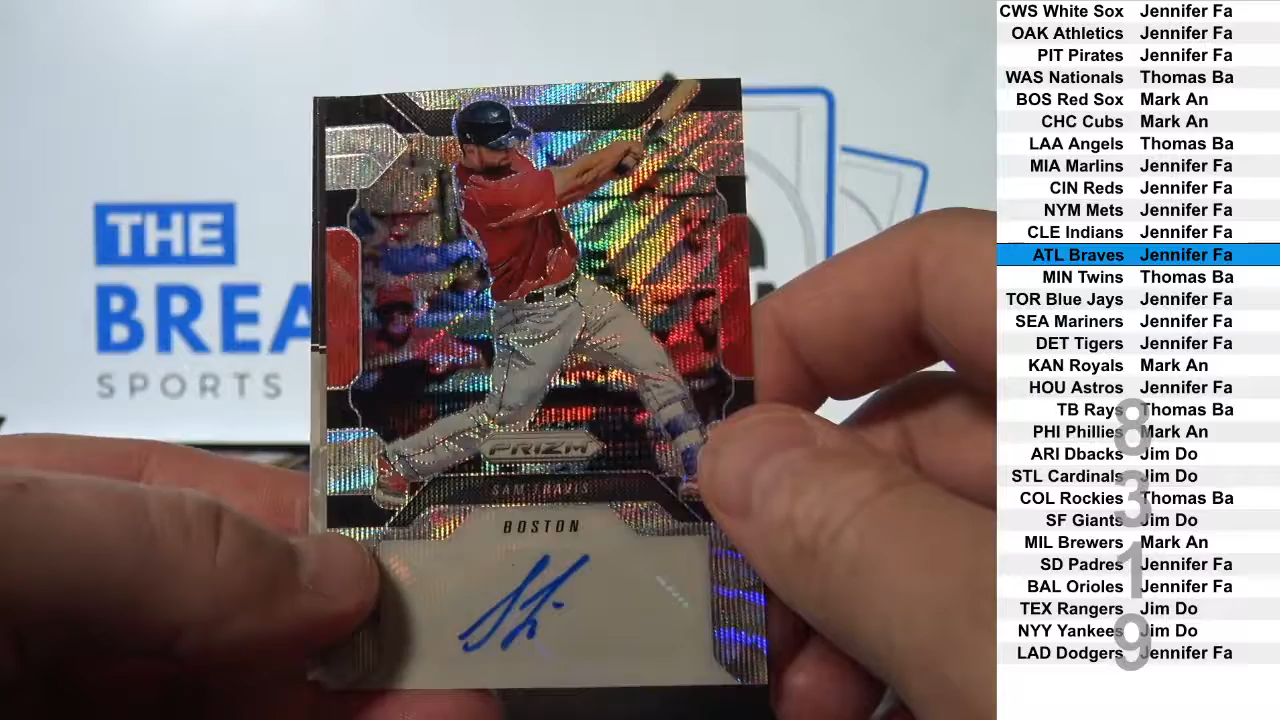 THE
BREA
SPORTS
PRIZM
SAM TRAVIS
BOSTON
CWS White Sox Jennifer Fa
OAK Athletics Jennifer Fa
PIT Pirates Jennifer Fa
WAS Nationals Thomas Ba
BOS Red Sox Mark An
CHC Cubs Mark An
LAA Angels Thomas Ba
MIA Marlins Jennifer Fa
CIN Reds Jennifer Fa
NYM Mets Jennifer Fa
CLE Indians Jennifer Fa
ATL Braves Jennifer Fa
MIN Twins Thomas Ba
TOR Blue Jays Jennifer Fa
SEA Mariners Jennifer Fa
DET Tigers Jennifer Fa
KAN Royals Mark An
HOU Astros Jennifer Fa
TB Rays Thomas Ba
PHI Phillies Mark An
ARI Dbacks Jim Do
STL Cardinals Jim Do
COL Rockies Thomas Ba
SF Giants Jim Do
MIL Brewers Mark An
SD Padres Jennifer Fa
BAL Orioles Jennifer Fa
TEX Rangers Jim Do
NYY Yankees Jim Do
LAD Dodgers Jennifer Fa
8
3
1
9